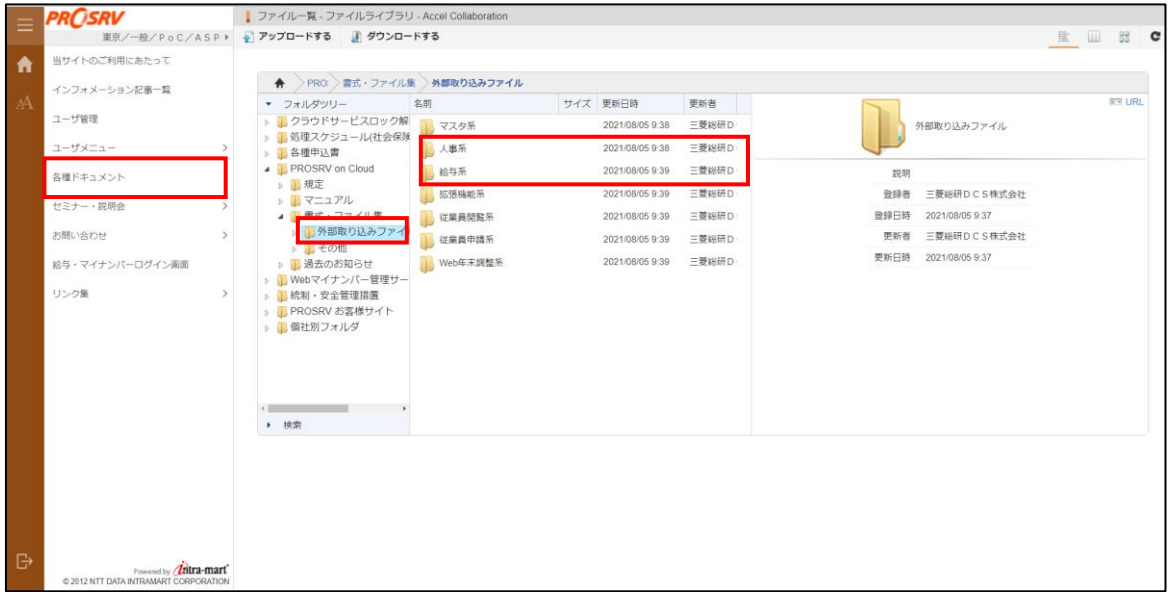 PROSRV
東京／一般／ＰｏＣ／ＡＳＰ
当サイトのご利用にあたって
インフォメーション記事一覧
ユーザ管理
ユーザメニュー
各種ドキュメント
セミナー・説明会
お問い合わせ
給与・マイナンバーログイン画面
リンク集
Powered by intra-mart
© 2012 NTT DATA INTRAMART CORPORATION
ファイル一覧 - ファイルライブラリ - Accel Collaboration
アップロードする ダウンロードする
PRO: 書式・ファイル集 外部取り込みファイル
フォルダツリー
クラウドサービスロック解
処理スケジュール(社会保険
各種申込書
PROSRV on Cloud
規定
マニュアル
書式・ファイル集
外部取り込みファイ
その他
過去のお知らせ
Webマイナンバー管理サー
統制・安全管理措置
PROSRV お客様サイト
個社別フォルダ
検索
名前 サイズ 更新日時 更新者
マスタ系 2021/08/05 9:38 三菱総研D
人事系 2021/08/05 9:38 三菱総研D
給与系 2021/08/05 9:39 三菱総研D
拡張機能系 2021/08/05 9:39 三菱総研D
従業員閲覧系 2021/08/05 9:39 三菱総研D
従業員申請系 2021/08/05 9:39 三菱総研D
Web年末調整系 2021/08/05 9:39 三菱総研D
URL
外部取り込みファイル
説明
登録者 三菱総研ＤＣＳ株式会社
登録日時 2021/08/05 9:37
更新者 三菱総研ＤＣＳ株式会社
更新日時 2021/08/05 9:37